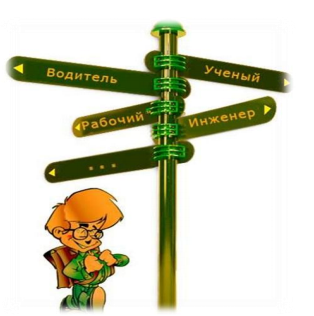 Водитель
Ученый
Рабочий
Инженер
...